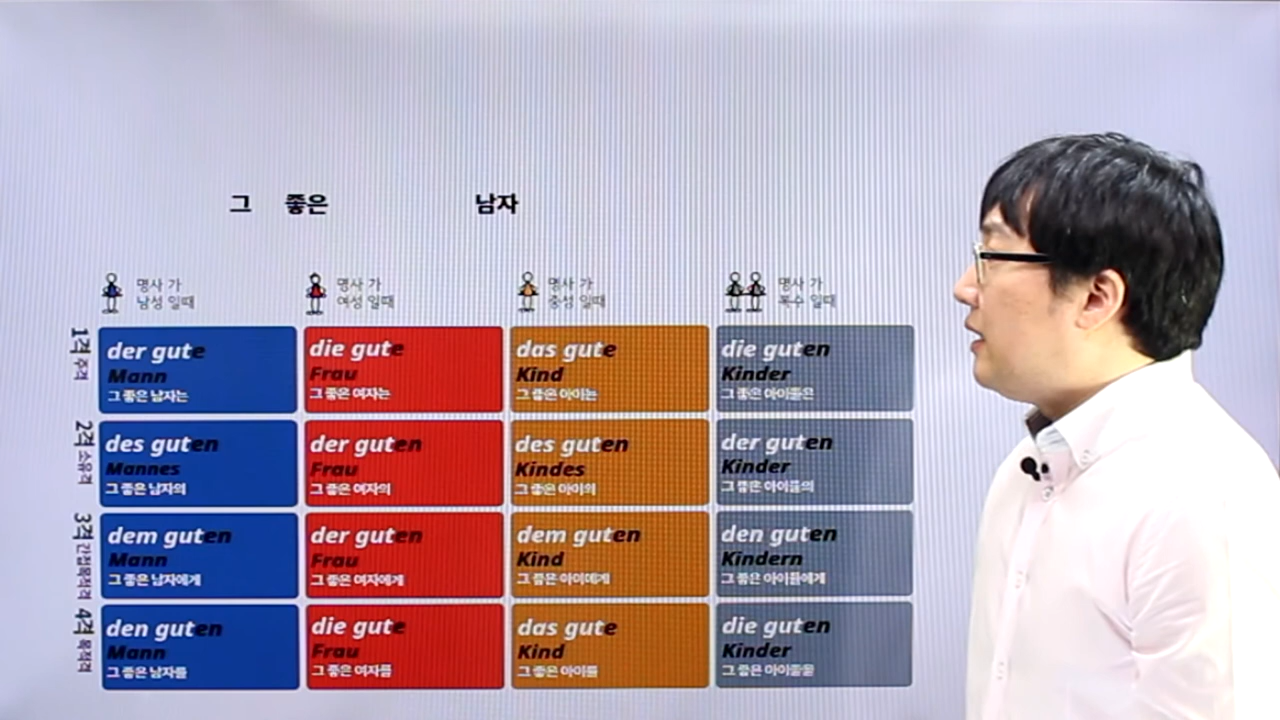 그 좋은 남자
명사 가
남성 일때
명사 가
여성 일때
명사 가
중성 일때
명사 가
복수 일때
1격 주격
der gute
Mann
그 좋은 남자는
die gute
Frau
그 좋은 여자는
das gute
Kind
그 좋은 아이는
die guten
Kinder
그 좋은 아이들은
2격 소유격
des guten
Mannes
그 좋은 남자의
der guten
Frau
그 좋은 여자의
des guten
Kindes
그 좋은 아이의
der guten
Kinder
그 좋은 아이들의
3격 간접목적격
dem guten
Mann
그 좋은 남자에게
der guten
Frau
그 좋은 여자에게
dem guten
Kind
그 좋은 아이에게
den guten
Kindern
그 좋은 아이들에게
4격 목적격
den guten
Mann
그 좋은 남자를
die gute
Frau
그 좋은 여자를
das gute
Kind
그 좋은 아이를
die guten
Kinder
그 좋은 아이들을